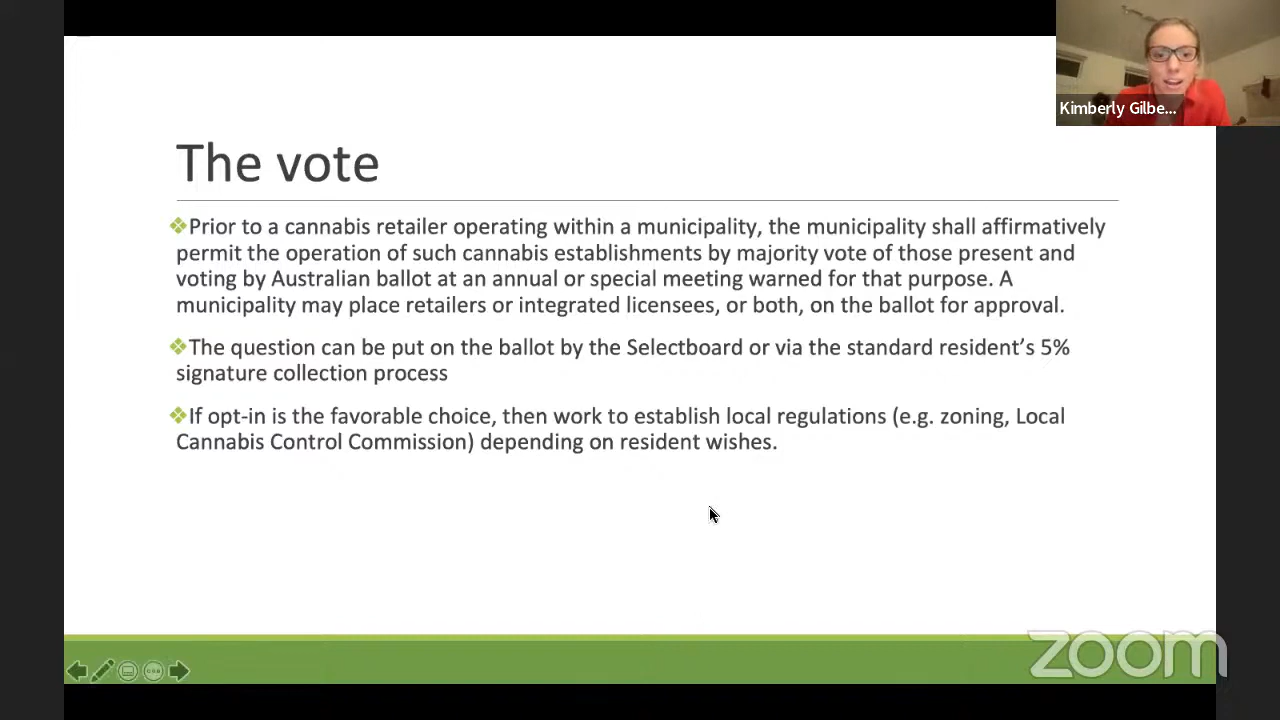 Kimberly Gilbe...
The vote
Prior to a cannabis retailer operating within a municipality, the municipality shall affirmatively
permit the operation of such cannabis establishments by majority vote of those present and
voting by Australian ballot at an annual or special meeting warned for that purpose. A
municipality may place retailers or integrated licensees, or both, on the ballot for approval.
The question can be put on the ballot by the Selectboard or via the standard resident’s 5%
signature collection process
If opt-in is the favorable choice, then work to establish local regulations (e.g. zoning, Local
Cannabis Control Commission) depending on resident wishes.
zoom